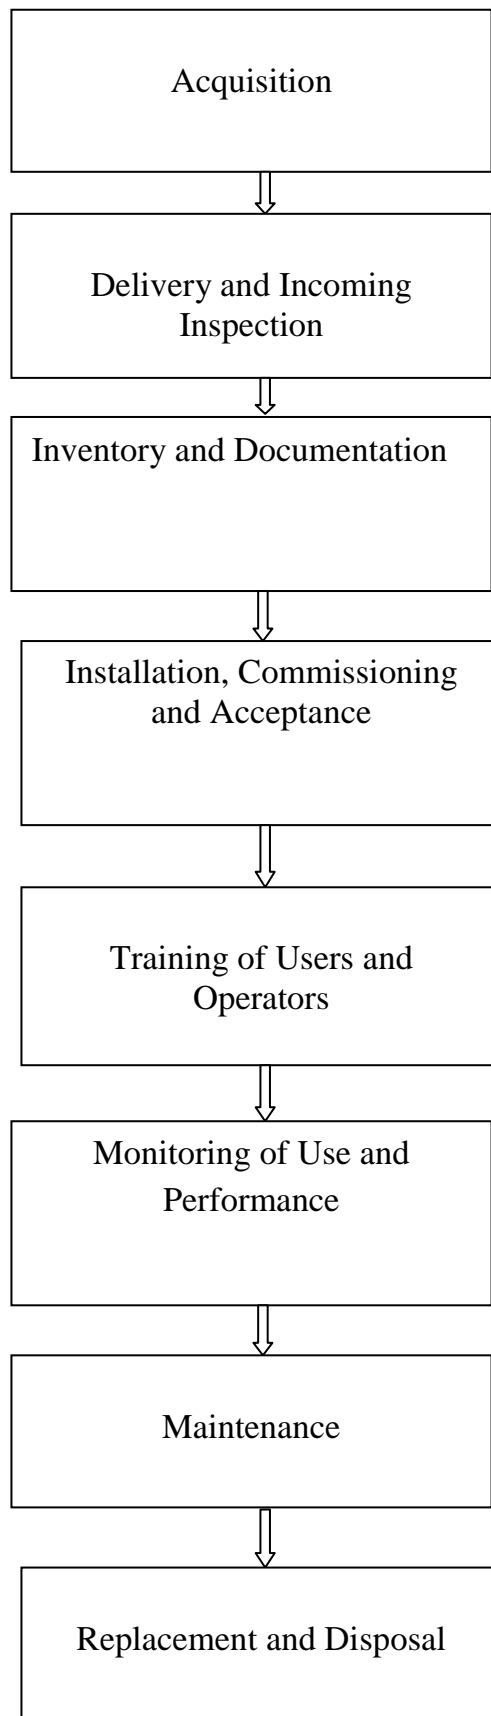 Acquisition
Delivery and Incoming
Inspection
Inventory and Documentation
Installation, Commissioning
and Acceptance
Training of Users and
Operators
Monitoring of Use and
Performance
Maintenance
Replacement and Disposal